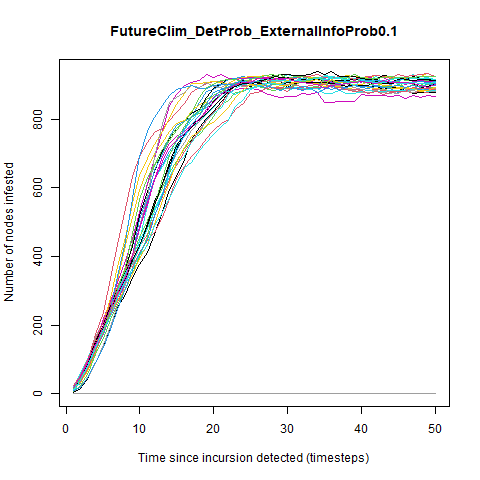 FutureClim_DetProb_ExternalInfoProb0.1
Number of nodes infested
800
600
400
200
0
0 10 20 30 40 50
Time since incursion detected (timesteps)